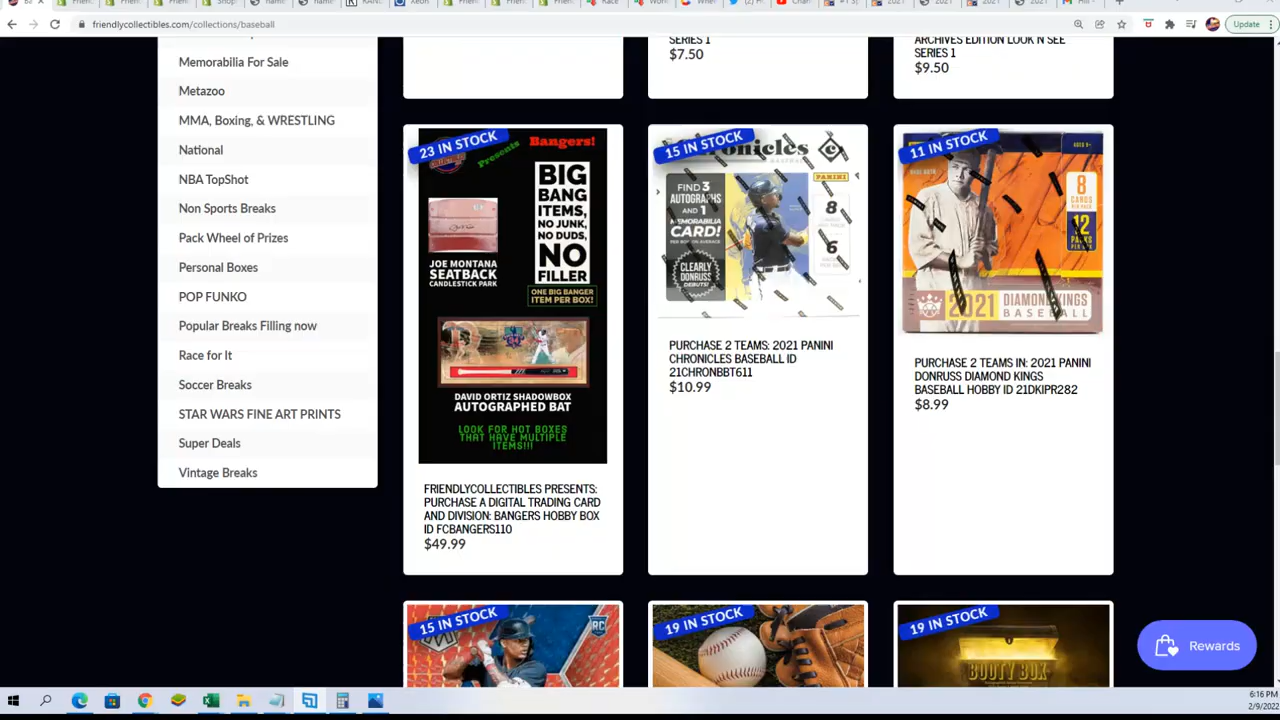 Update
friendlycollectibles.com/collections/baseball
Memorabilia For Sale
Metazoo
MMA, Boxing, & WRESTLING
National
NBA TopShot
Non Sports Breaks
Pack Wheel of Prizes
Personal Boxes
POP FUNKO
Popular Breaks Filling now
Race for It
Soccer Breaks
STAR WARS FINE ART PRINTS
Super Deals
Vintage Breaks
SERIES 1
$7.50
ARCHIVES EDITION LOOK N SEE
SERIES 1
$9.50
23 IN STOCK
Presents
Bangers!
BIG
BANG
ITEMS,
NO JUNK,
NO DUDS,
NO
FILLER
ONE BIG BANGER
ITEM PER BOX!
JOE MONTANA
SEATBACK
CANDLESTICK PARK
DAVID ORTIZ SHADOWBOX
AUTOGRAPHED BAT
LOOK FOR HOT BOXES
THAT HAVE MULTIPLE
ITEMS!!!
FRIENDLYCOLLECTIBLES PRESENTS:
PURCHASE A DIGITAL TRADING CARD
AND DIVISION: BANGERS HOBBY BOX
ID FCBANGERS110
$49.99
15 IN STOCK
PANINI
FIND 3
AUTOGRAPHS
AND 1
MEMORABILIA
CARD!
CLEARLY
DONRUSS
DEBUTS!
8
6
PURCHASE 2 TEAMS: 2021 PANINI
CHRONICLES BASEBALL ID
21CHRONBBT611
$10.99
11 IN STOCK
8
CARDS
12
PACKS
2021 DIAMOND KINGS
BASEBALL
PURCHASE 2 TEAMS IN: 2021 PANINI
DONRUSS DIAMOND KINGS
BASEBALL HOBBY ID 21DKIPR282
$8.99
15 IN STOCK
RC
19 IN STOCK
19 IN STOCK
BOOTY BOX
Rewards
6:16 PM
2/9/2022